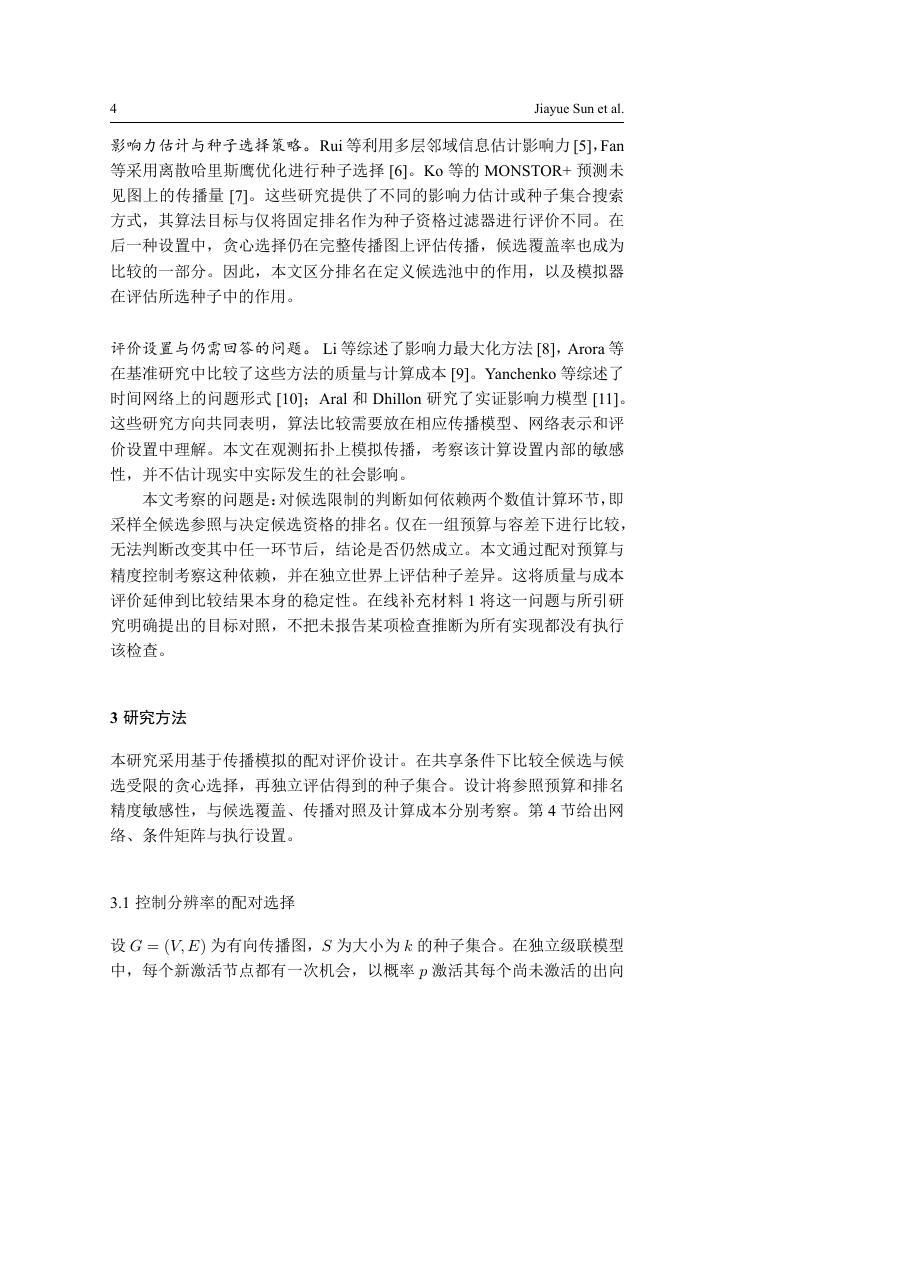 4
Jiayue Sun et al.
影响力估计与种子选择策略。Rui 等利用多层邻域信息估计影响力 [5]，Fan
等采用离散哈里斯鹰优化进行种子选择 [6]。Ko 等的 MONSTOR+ 预测未
见图上的传播量 [7]。这些研究提供了不同的影响力估计或种子集合搜索
方式，其算法目标与仅将固定排名作为种子资格过滤器进行评价不同。在
后一种设置中，贪心选择仍在完整传播图上评估传播，候选覆盖率也成为
比较的一部分。因此，本文区分排名在定义候选池中的作用，以及模拟器
在评估所选种子中的作用。
评价设置与仍需回答的问题。 Li 等综述了影响力最大化方法 [8]，Arora 等
在基准研究中比较了这些方法的质量与计算成本 [9]。Yanchenko 等综述了
时间网络上的问题形式 [10]；Aral 和 Dhillon 研究了实证影响力模型 [11]。
这些研究方向共同表明，算法比较需要放在相应传播模型、网络表示和评
价设置中理解。本文在观测拓扑上模拟传播，考察该计算设置内部的敏感
性，并不估计现实中实际发生的社会影响。
本文考察的问题是：对候选限制的判断如何依赖两个数值计算环节，即
采样全候选参照与决定候选资格的排名。仅在一组预算与容差下进行比较，
无法判断改变其中任一环节后，结论是否仍然成立。本文通过配对预算与
精度控制考察这种依赖，并在独立世界上评估种子差异。这将质量与成本
评价延伸到比较结果本身的稳定性。在线补充材料 1 将这一问题与所引研
究明确提出的目标对照，不把未报告某项检查推断为所有实现都没有执行
该检查。
3 研究方法
本研究采用基于传播模拟的配对评价设计。在共享条件下比较全候选与候
选受限的贪心选择，再独立评估得到的种子集合。设计将参照预算和排名
精度敏感性，与候选覆盖、传播对照及计算成本分别考察。第 4 节给出网
络、条件矩阵与执行设置。
3.1 控制分辨率的配对选择
设 G = (V, E) 为有向传播图，S 为大小为 k 的种子集合。在独立级联模型
中，每个新激活节点都有一次机会，以概率 p 激活其每个尚未激活的出向